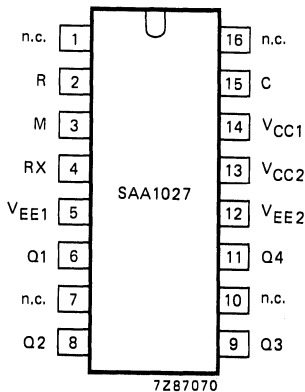 n.c. 1 16 n.c.
R 2 15 C
M 3 14 VCC1
RX 4 13 VCC2
SAA1027
VEE1 5 12 VEE2
Q1 6 11 Q4
n.c. 7 10 n.c.
Q2 8 9 Q3
7Z87070